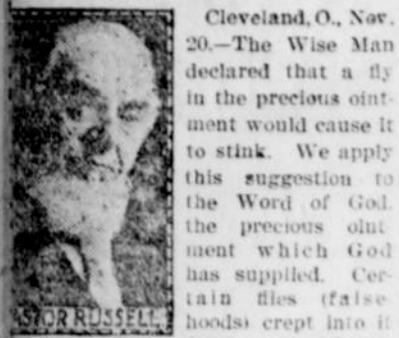 Cleveland, O., Nov.
20.—The Wise Man
declared that a fly
in the precious oint-
ment would cause it
to stink. We apply
this suggestion to
the Word of God,
the precious oint-
ment which God
has supplied. Cer-
tain flies (false-
hoods) crept into it
ASTOR RUSSELL